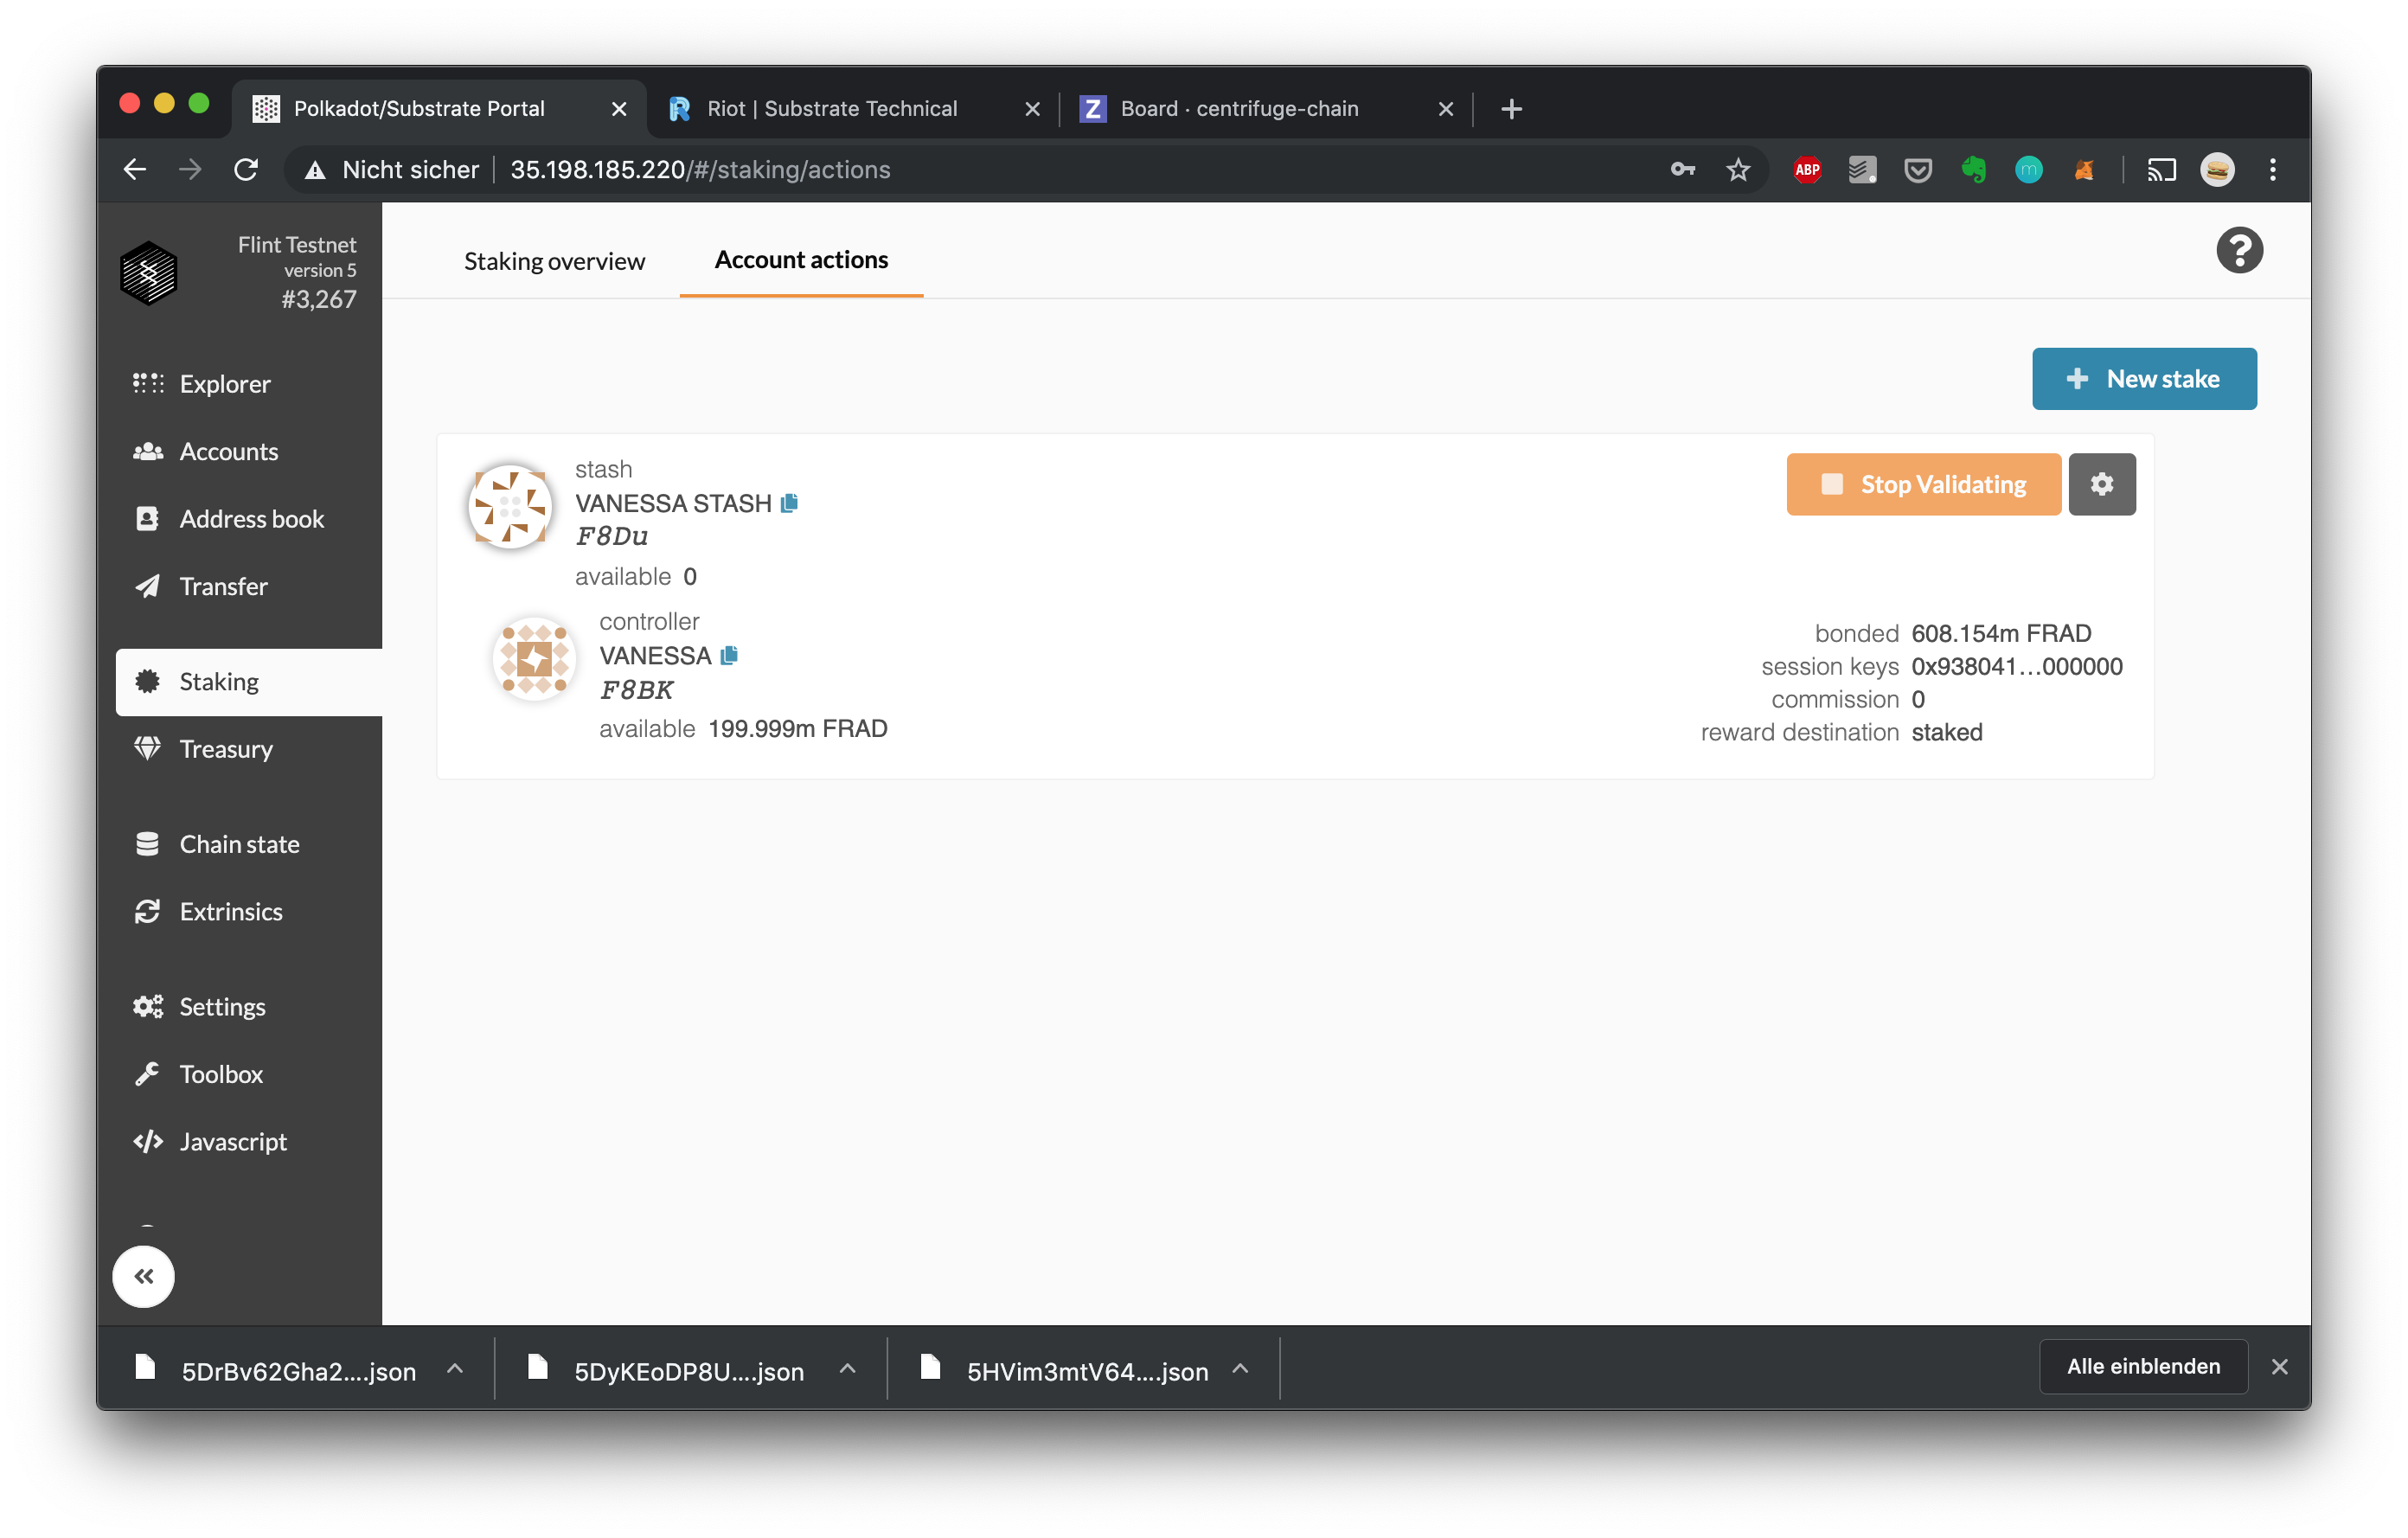 Polkadot/Substrate Portal
Riot | Substrate Technical
Board · centrifuge-chain
Nicht sicher
35.198.185.220/#/staking/actions
ABP
m
Flint Testnet
version 5
#3,267
Explorer
Accounts
Address book
Transfer
Staking
Treasury
Chain state
Extrinsics
Settings
Toolbox
Javascript
Staking overview
Account actions
New stake
stash
VANESSA STASH
F8Du
available 0
Stop Validating
controller
VANESSA
F8BK
available 199.999m FRAD
bonded 608.154m FRAD
session keys 0x938041...000000
commission 0
reward destination staked
5DrBv62Gha2....json
5DyKEoDP8U....json
5HVim3mtV64....json
Alle einblenden